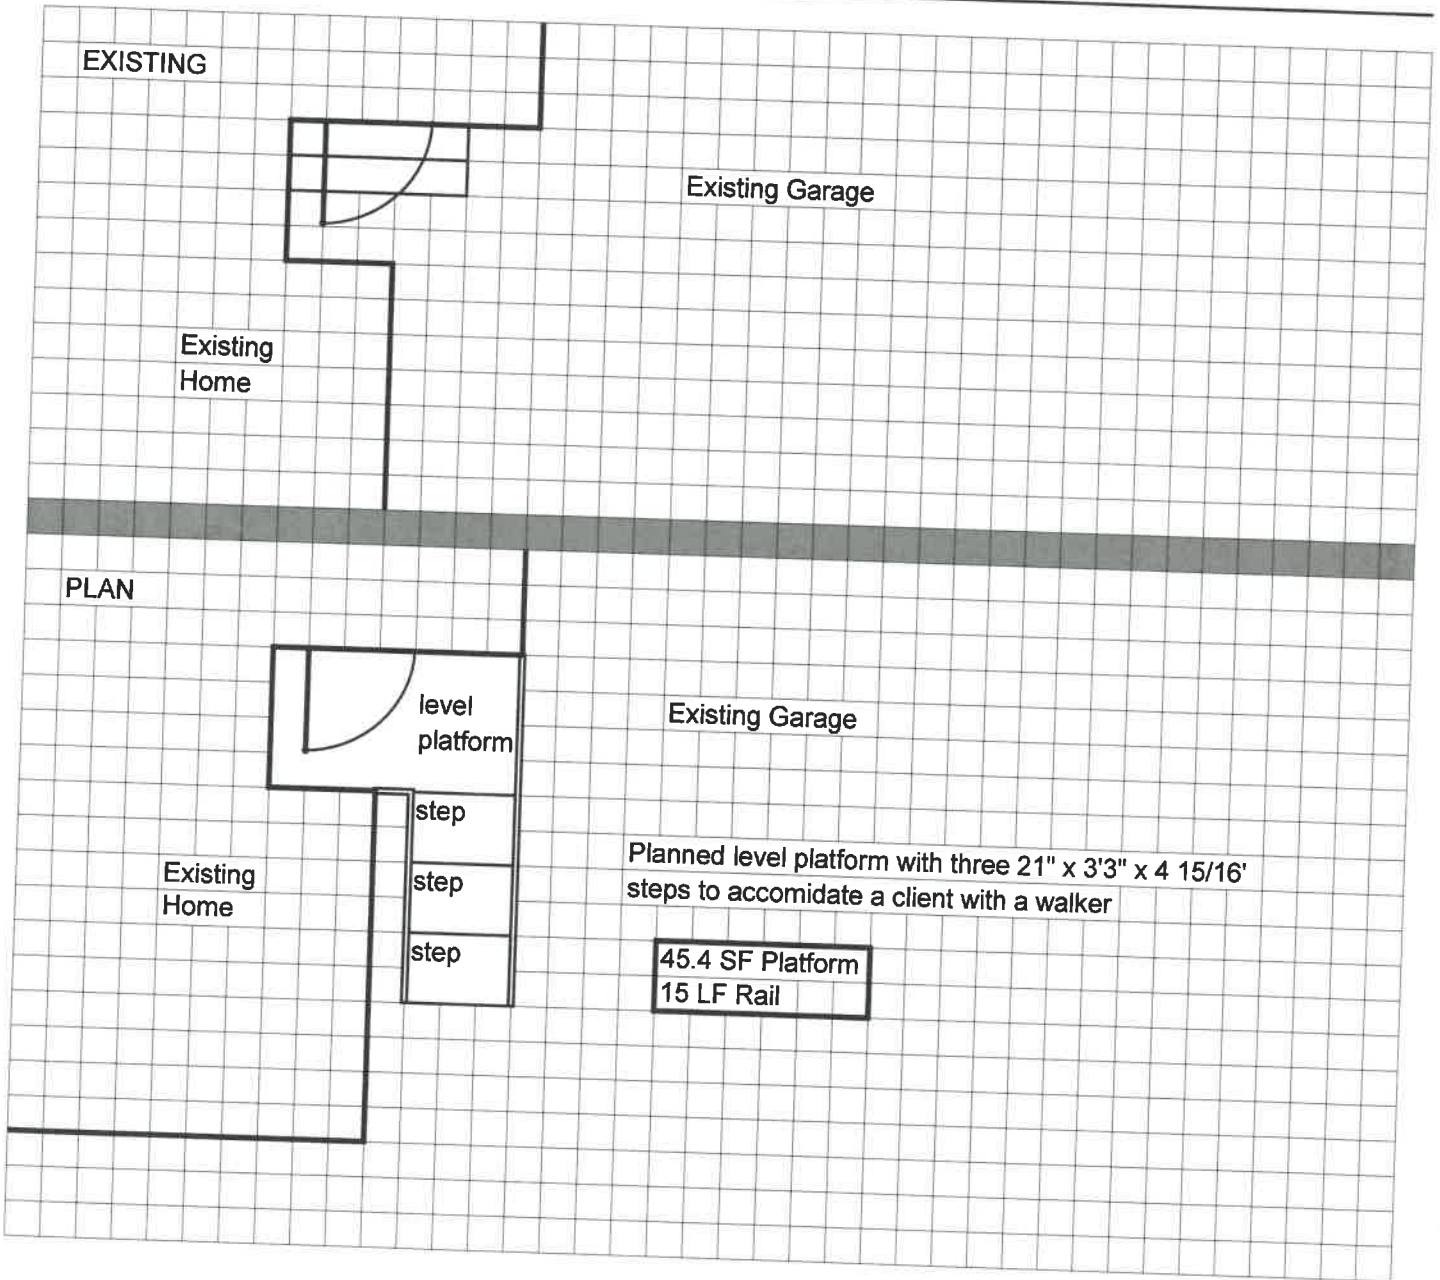 EXISTING
Existing Garage
Existing
Home
PLAN
level
platform
Existing Garage
step
step
step
Existing
Home
Planned level platform with three 21" x 3'3" x 4 15/16'
steps to accomidate a client with a walker
45.4 SF Platform
15 LF Rail